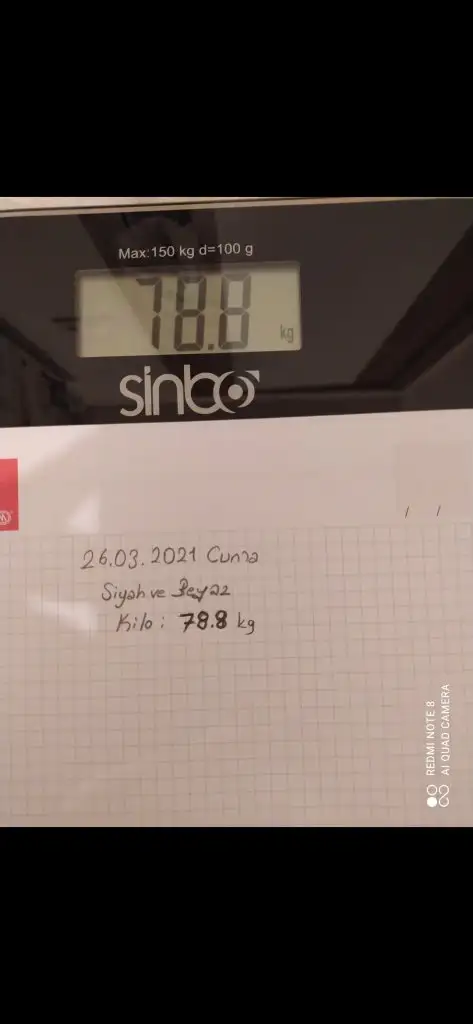 Max:150 kg d=100 g
78.8 kg
sinbo
/ /
26.03.2021 Cuma
Siyah ve Beyaz
Kilo: 78.8 kg
REDMI NOTE 8
AI QUAD CAMERA